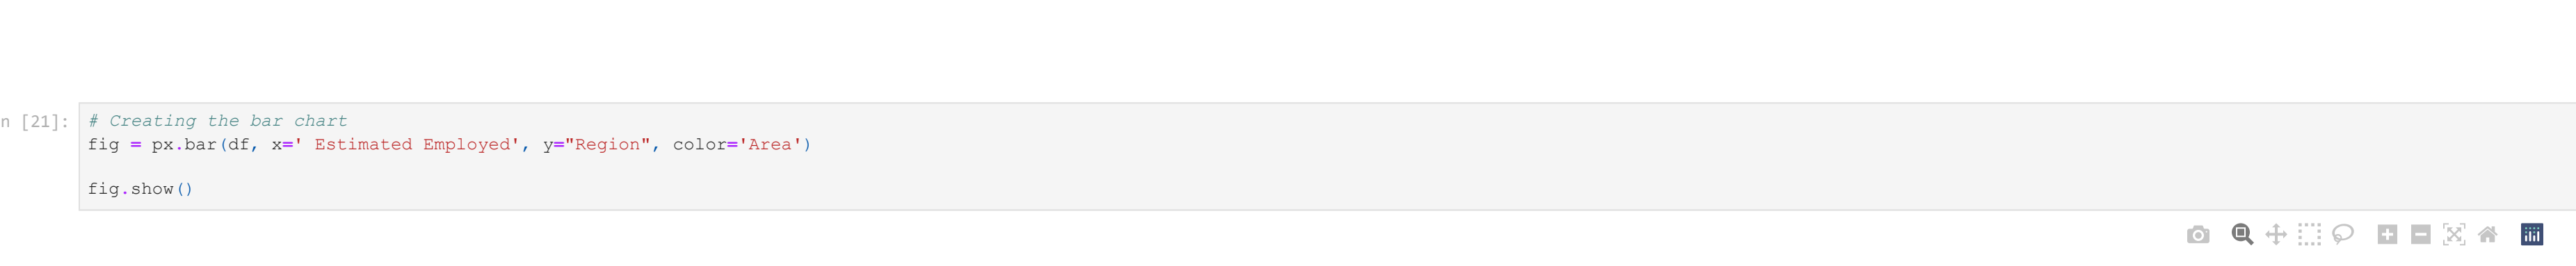 n [21]:
# Creating the bar chart
fig = px.bar(df, x=' Estimated Employed', y="Region", color='Area')
fig.show()